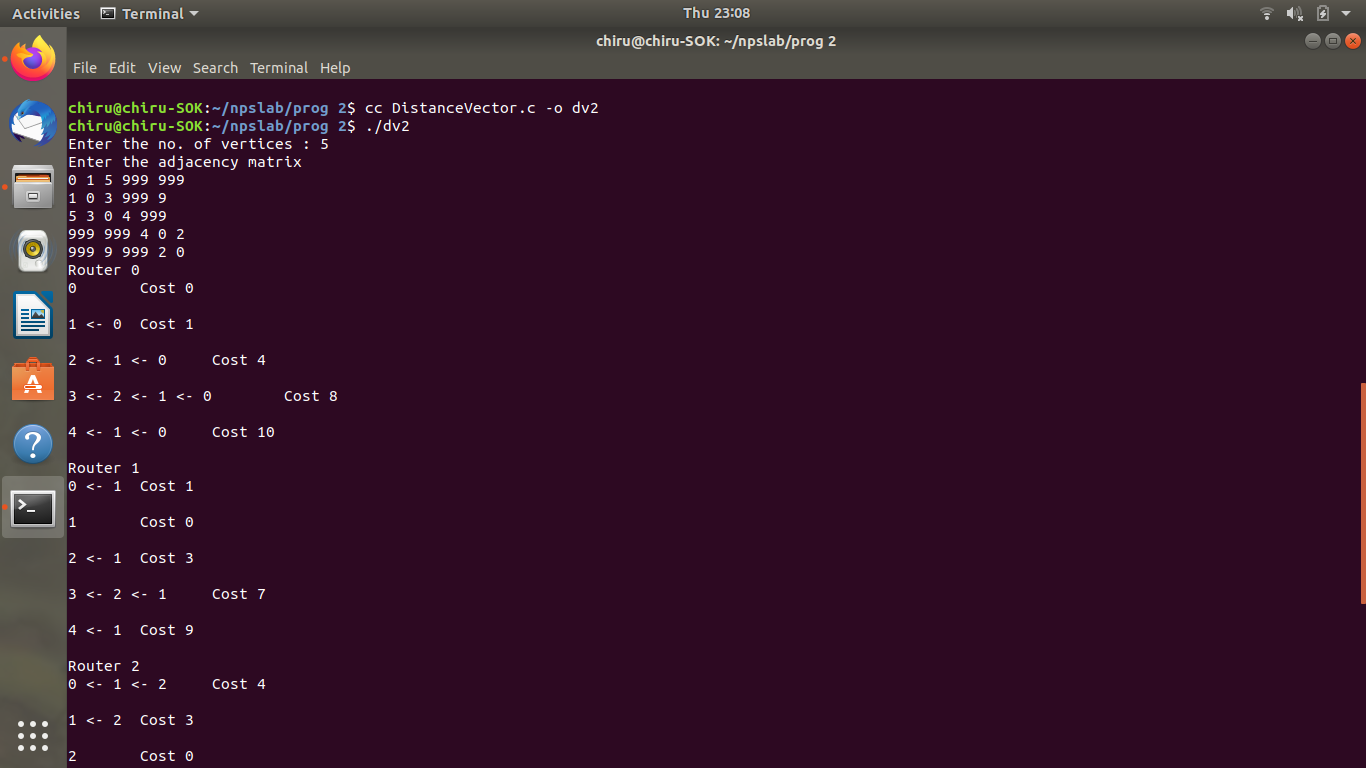 Activities Terminal Thu 23:08
chiru@chiru-SOK: ~/npslab/prog 2
File Edit View Search Terminal Help
chiru@chiru-SOK:~/npslab/prog 2$ cc DistanceVector.c -o dv2
chiru@chiru-SOK:~/npslab/prog 2$ ./dv2
Enter the no. of vertices : 5
Enter the adjacency matrix
0 1 5 999 999
1 0 3 999 9
5 3 0 4 999
999 999 4 0 2
999 9 999 2 0
Router 0
0 Cost 0
1 <- 0 Cost 1
2 <- 1 <- 0 Cost 4
3 <- 2 <- 1 <- 0 Cost 8
4 <- 1 <- 0 Cost 10
Router 1
0 <- 1 Cost 1
1 Cost 0
2 <- 1 Cost 3
3 <- 2 <- 1 Cost 7
4 <- 1 Cost 9
Router 2
0 <- 1 <- 2 Cost 4
1 <- 2 Cost 3
2 Cost 0